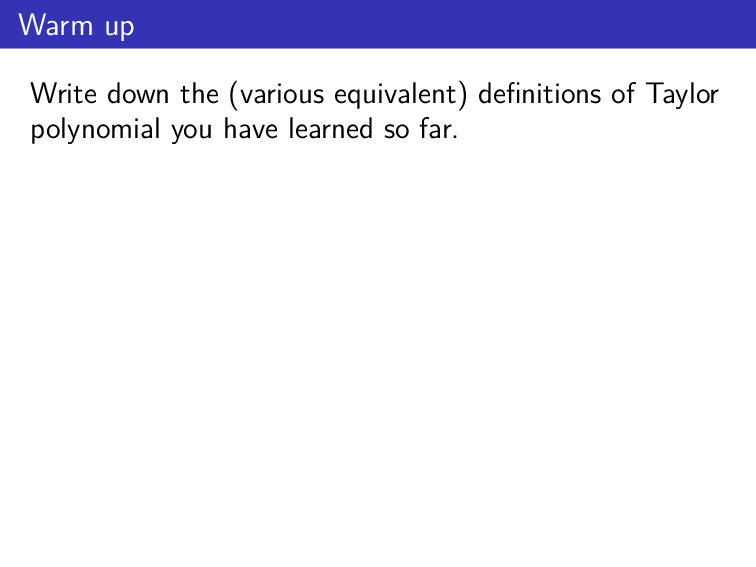 Warm up
Write down the (various equivalent) definitions of Taylor
polynomial you have learned so far.